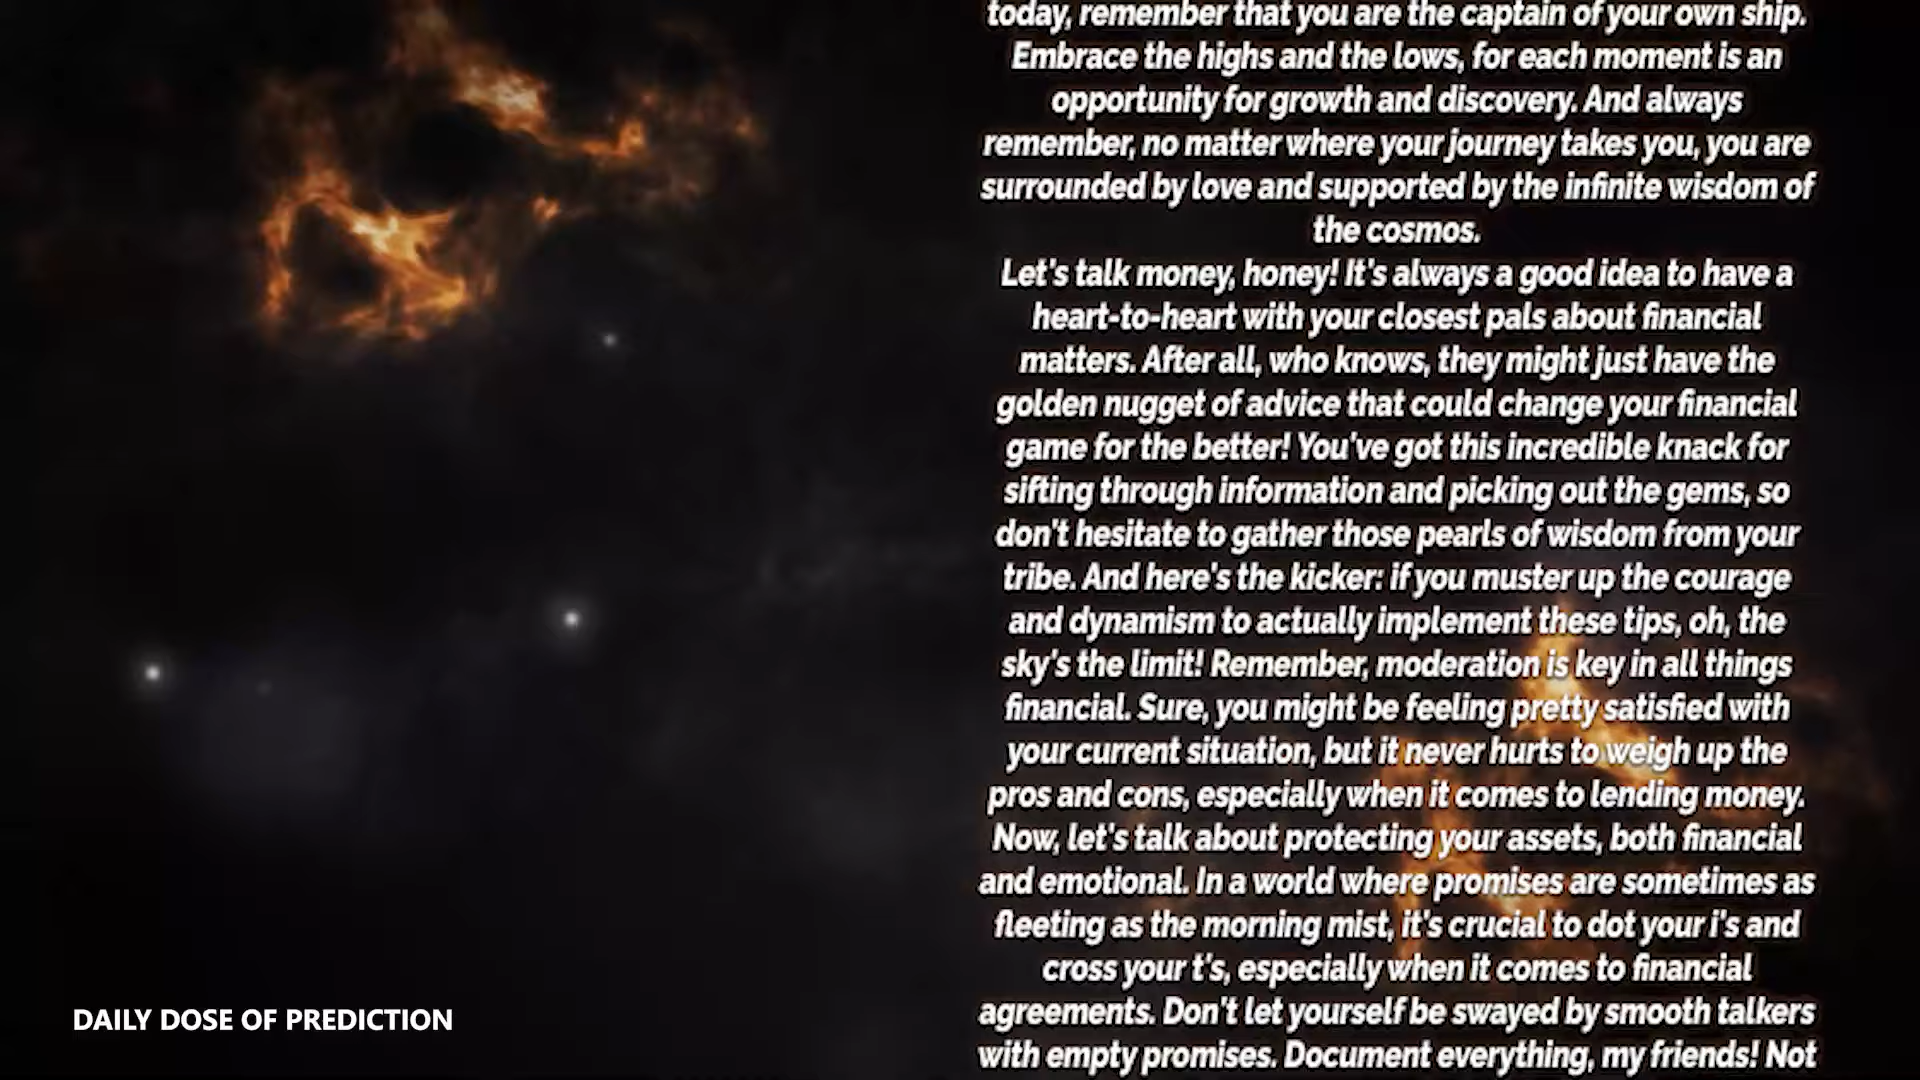 today, remember that you are the captain of your own ship.
Embrace the highs and the lows, for each moment is an
opportunity for growth and discovery. And always
remember, no matter where your journey takes you, you are
surrounded by love and supported by the infinite wisdom of
the cosmos.
Let's talk money, honey! It's always a good idea to have a
heart-to-heart with your closest pals about financial
matters. After all, who knows, they might just have the
golden nugget of advice that could change your financial
game for the better! You've got this incredible knack for
sifting through information and picking out the gems, so
don't hesitate to gather those pearls of wisdom from your
tribe. And here's the kicker: if you muster up the courage
and dynamism to actually implement these tips, oh, the
sky's the limit! Remember, moderation is key in all things
financial. Sure, you might be feeling pretty satisfied with
your current situation, but it never hurts to weigh up the
pros and cons, especially when it comes to lending money.
Now, let's talk about protecting your assets, both financial
and emotional. In a world where promises are sometimes as
fleeting as the morning mist, it's crucial to dot your i's and
cross your t's, especially when it comes to financial
agreements. Don't let yourself be swayed by smooth talkers
with empty promises. Document everything, my friends! Not
DAILY DOSE OF PREDICTION